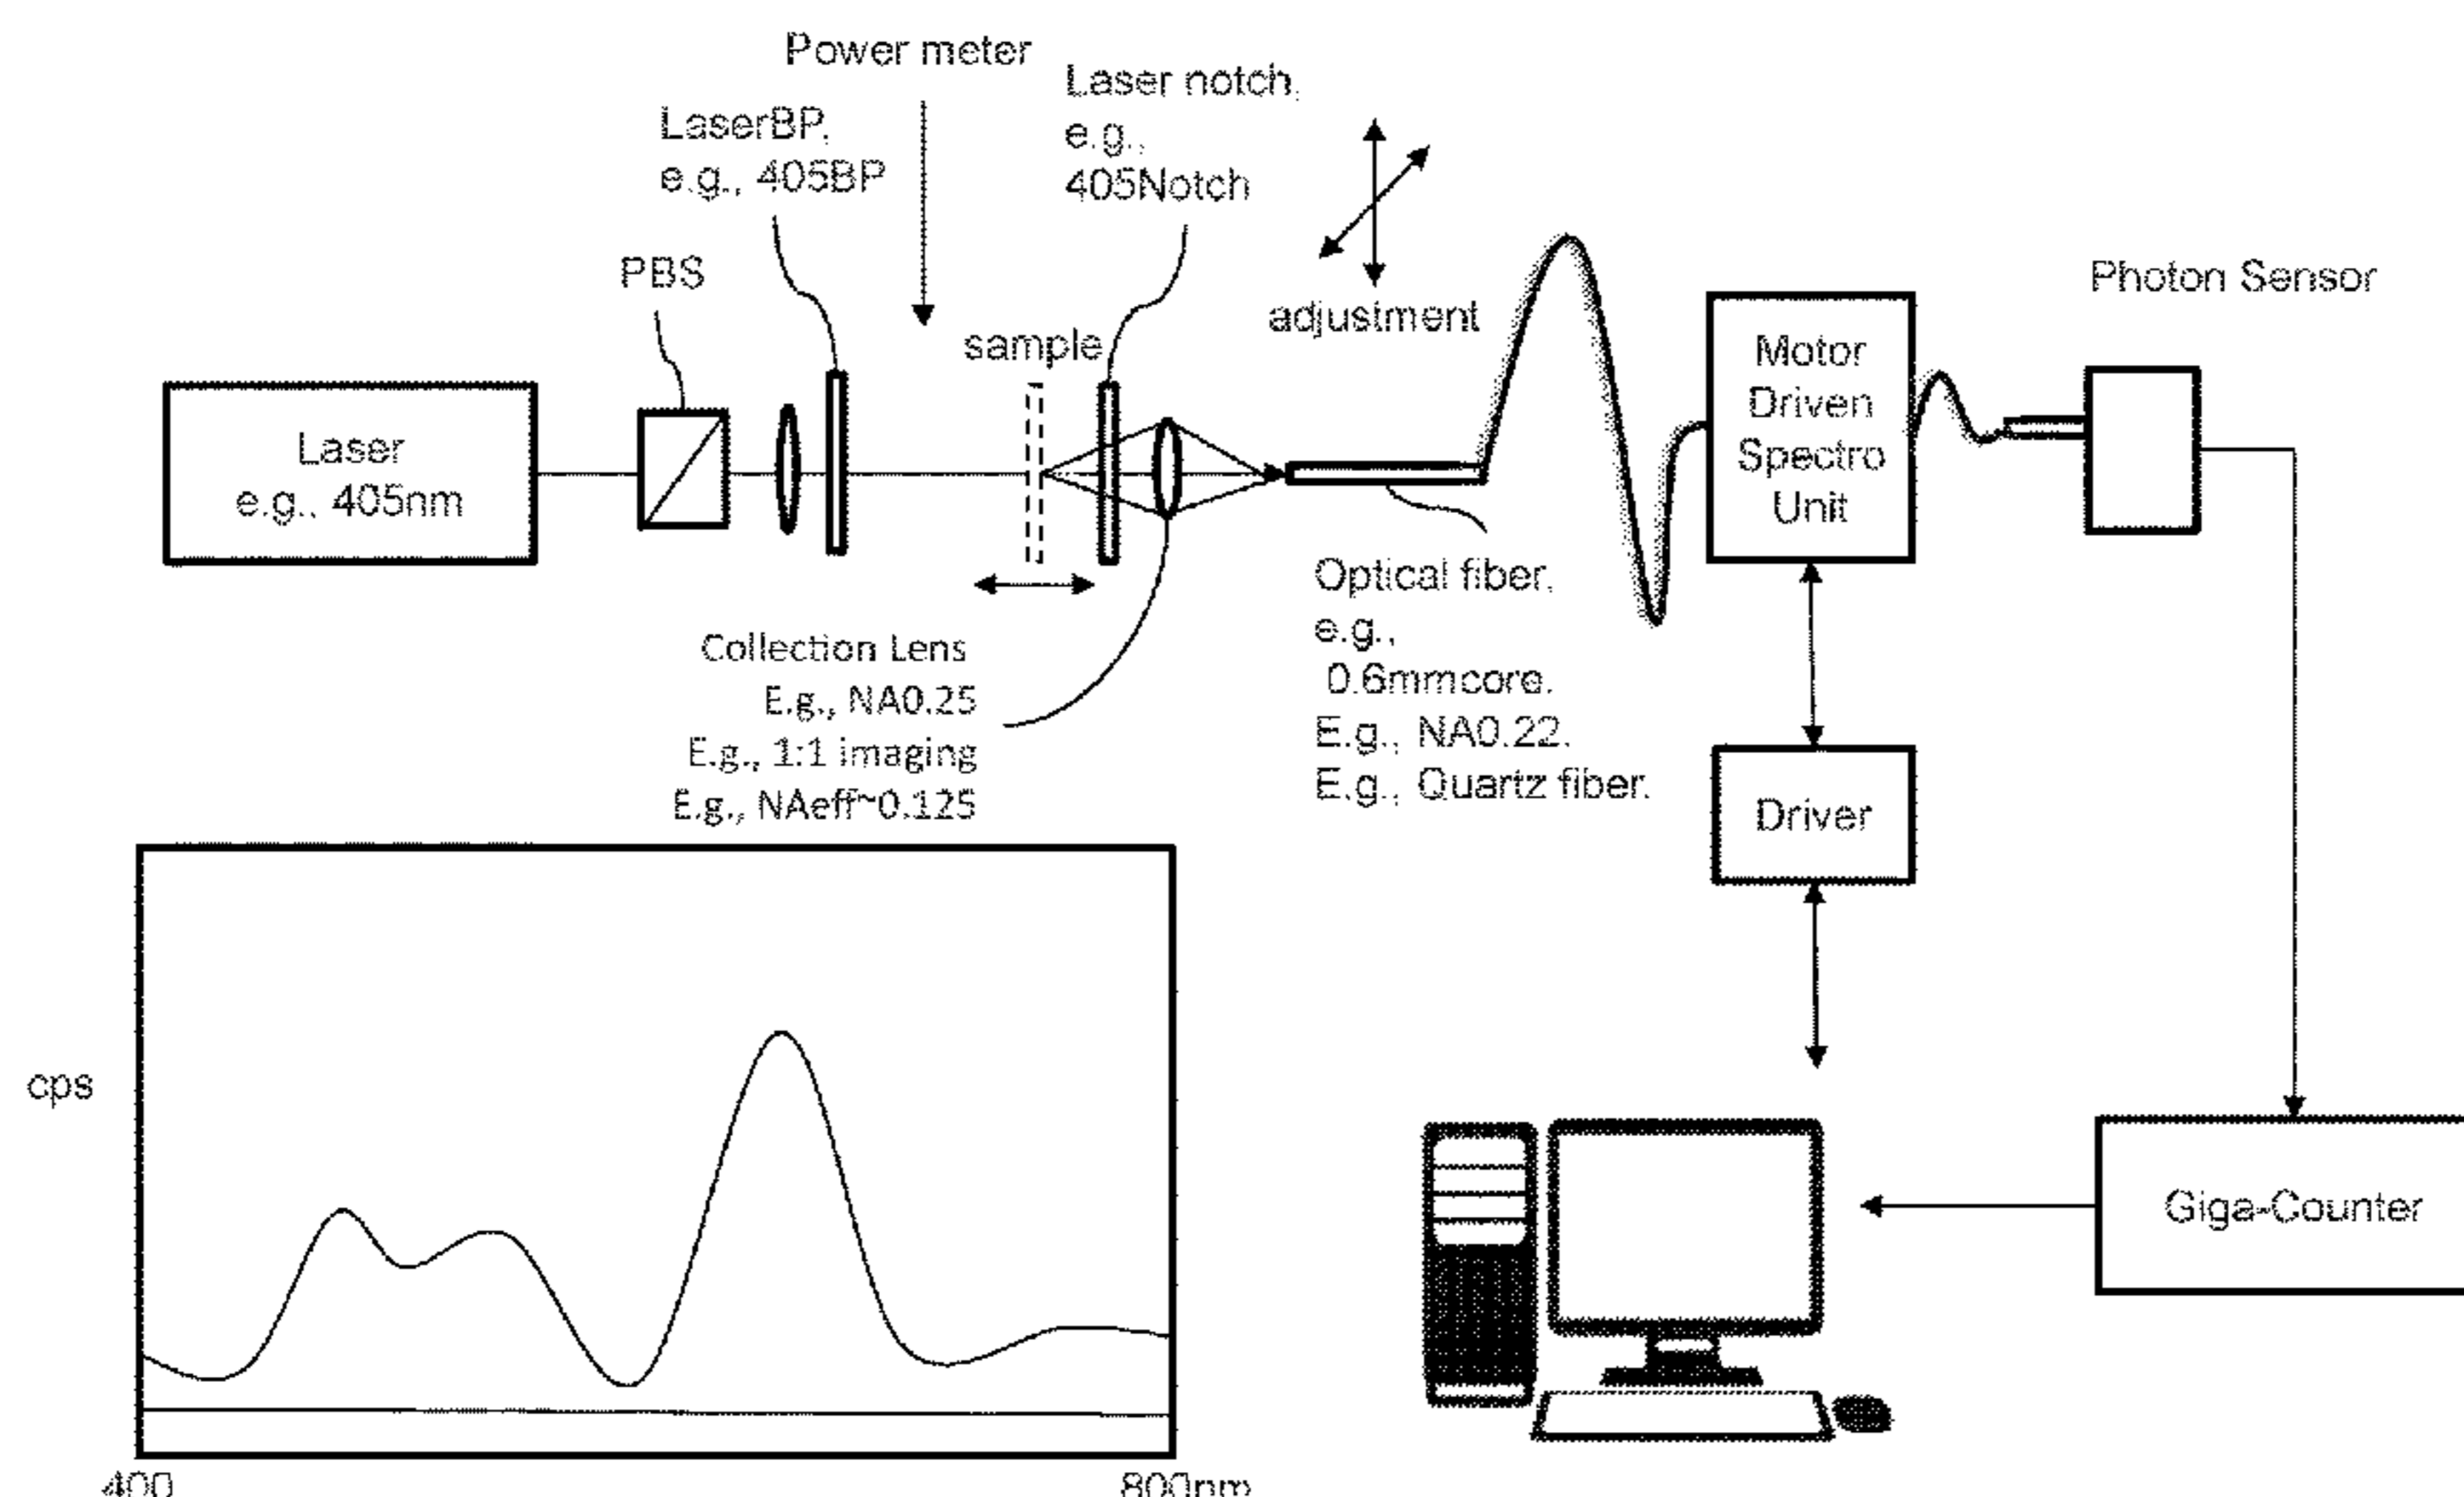 Power meter
Laser notch,
e.g.,
405Notch
LaserBP,
e.g., 405BP
PBS
sample
adjustment
Photon Sensor
Laser
e.g., 405nm
Motor
Driven
Spectro
Unit
Optical fiber,
e.g.,
0.6mmcore.
E.g., NA0.22.
E.g., Quartz fiber.
Collection Lens
E.g., NA0.25
E.g., 1:1 imaging
E.g., NAeff~0.125
Driver
cps
Giga-Counter
400
800nm